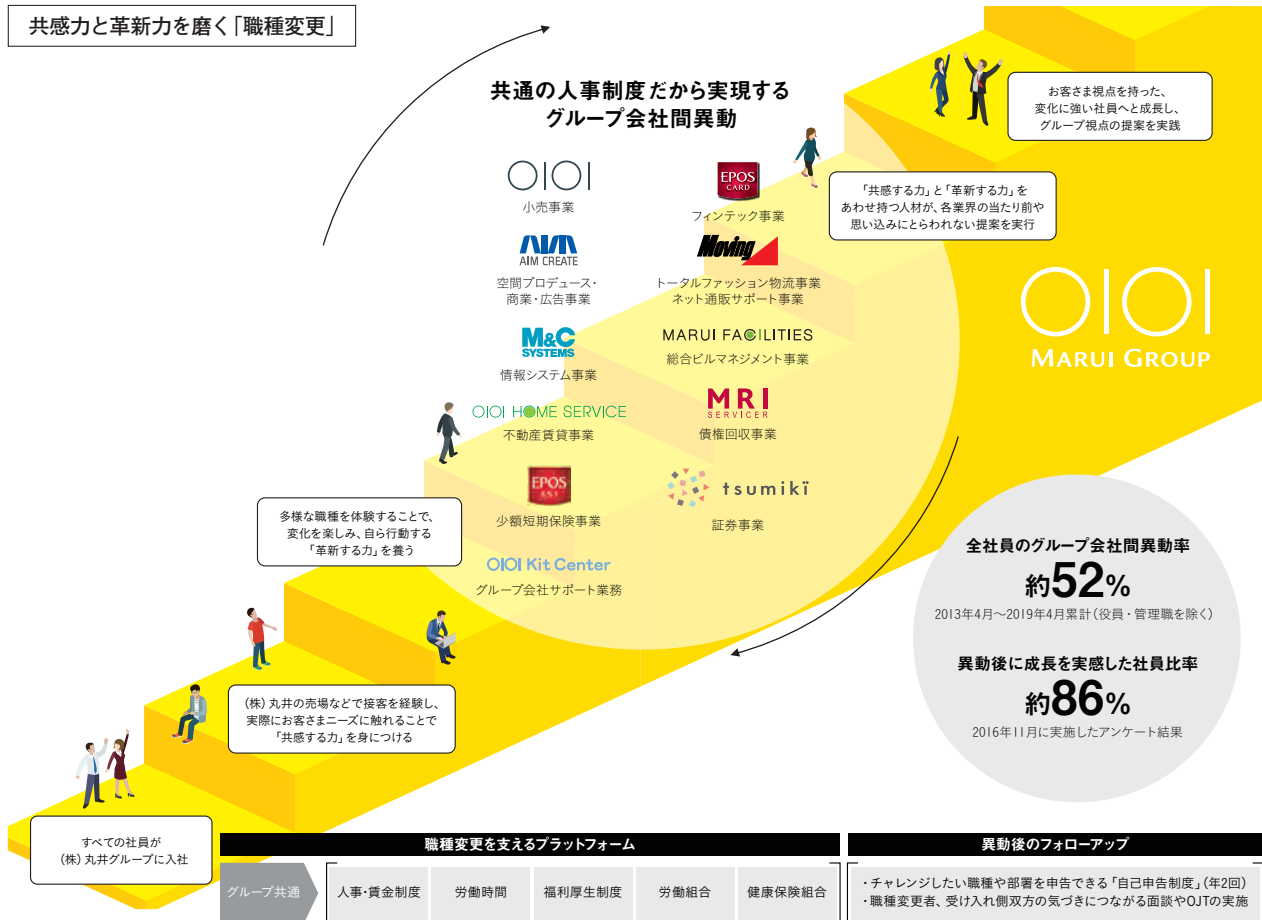 共感力と革新力を磨く「職種変更」
共通の人事制度だから実現する
グループ会社間異動
OIOI
小売事業
EPOS
CARD
フィンテック事業
AIM
AIM CREATE
空間プロデュース・
商業・広告事業
Moving
トータルファッション物流事業
ネット通販サポート事業
M&C
SYSTEMS
情報システム事業
MARUI FACILITIES
総合ビルマネジメント事業
OIOI HOME SERVICE
不動産賃貸事業
MRI
SERVICER
債権回収事業
EPOS
少額短期保険事業
tsumiki
証券事業
OIOI Kit Center
グループ会社サポート業務
お客さま視点を持った、
変化に強い社員へと成長し、
グループ視点の提案を実践
「共感する力」と「革新する力」を
あわせ持つ人材が、各業界の当たり前や
思い込みにとらわれない提案を実行
OIOI
MARUI GROUP
多様な職種を体験することで、
変化を楽しみ、自ら行動する
「革新する力」を養う
(株)丸井の売場などで接客を経験し、
実際にお客さまニーズに触れることで
「共感する力」を身につける
すべての社員が
(株)丸井グループに入社
全社員のグループ会社間異動率
約52%
2013年4月〜2019年4月累計(役員・管理職を除く)
異動後に成長を実感した社員比率
約86%
2016年11月に実施したアンケート結果
職種変更を支えるプラットフォーム
グループ共通
人事・賃金制度
労働時間
福利厚生制度
労働組合
健康保険組合
異動後のフォローアップ
・チャレンジしたい職種や部署を申告できる「自己申告制度」(年2回)
・職種変更者、受け入れ側双方の気づきにつながる面談やOJTの実施